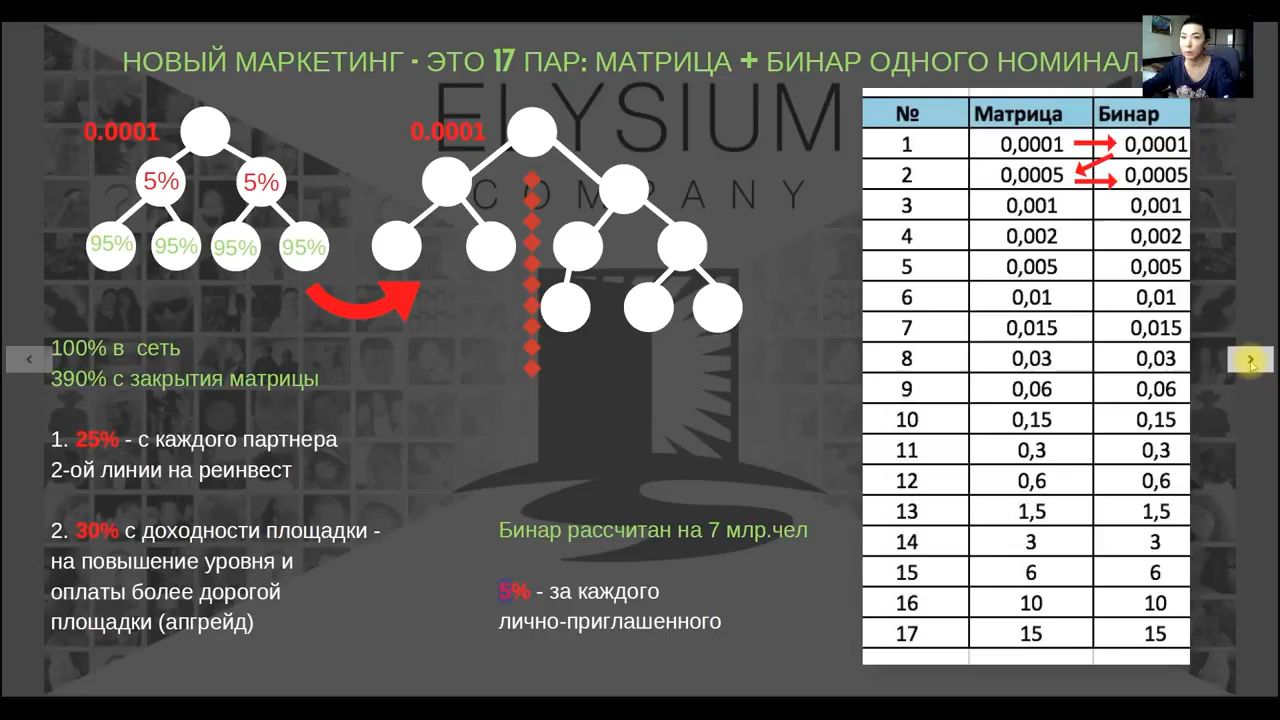 НОВЫЙ МАРКЕТИНГ - ЭТО 17 ПАР: МАТРИЦА + БИНАР ОДНОГО НОМИНАЛ
ELYSIUM
COMPANY
0.0001
5% 5%
95% 95% 95% 95%
0.0001
100% в сеть
390% с закрытия матрицы
1. 25% - с каждого партнера
2-ой линии на реинвест
2. 30% с доходности площадки -
на повышение уровня и
оплаты более дорогой
площадки (апгрейд)
Бинар рассчитан на 7 млр.чел
5% - за каждого
лично-приглашенного
№ Матрица Бинар
1 0,0001 0,0001
2 0,0005 0,0005
3 0,001 0,001
4 0,002 0,002
5 0,005 0,005
6 0,01 0,01
7 0,015 0,015
8 0,03 0,03
9 0,06 0,06
10 0,15 0,15
11 0,3 0,3
12 0,6 0,6
13 1,5 1,5
14 3 3
15 6 6
16 10 10
17 15 15